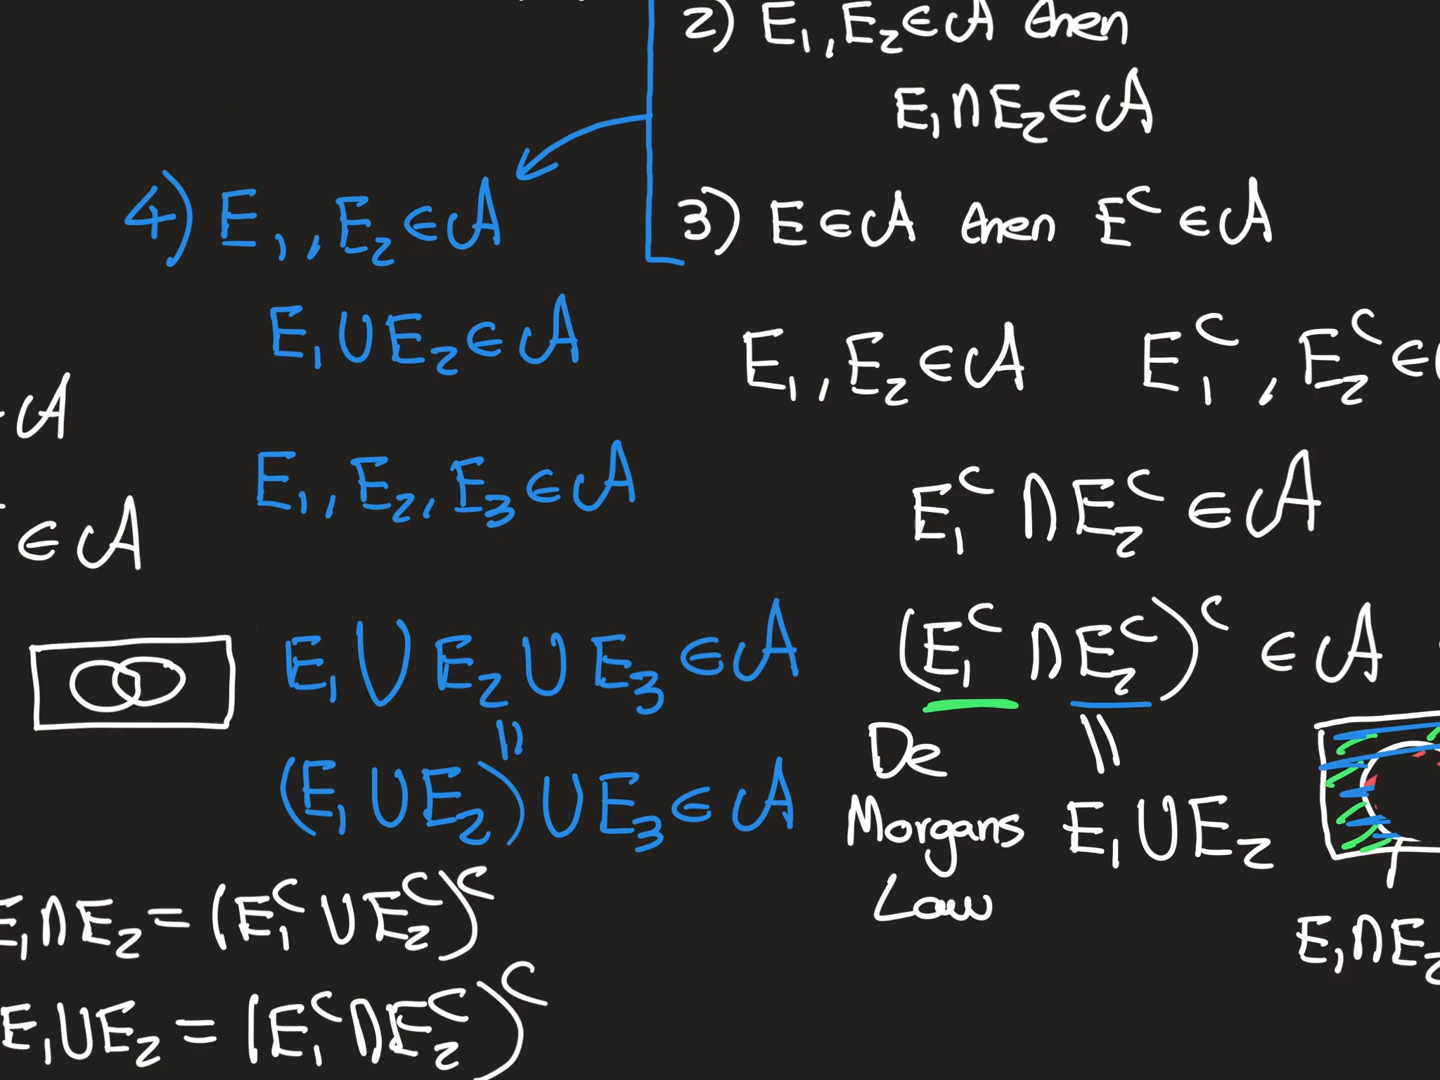 2) E₁, E₂ ∈ A then
E₁ ∩ E₂ ∈ A
3) E ∈ A then Eᶜ ∈ A
4) E₁, E₂ ∈ A
E₁ ∪ E₂ ∈ A
E₁, E₂, E₃ ∈ A
E₁ ∪ E₂ ∪ E₃ ∈ A
||
(E₁ ∪ E₂) ∪ E₃ ∈ A
∈ A
∈ A
E₁ ∩ E₂ = (E₁ᶜ ∪ E₂ᶜ)ᶜ
E₁ ∪ E₂ = (E₁ᶜ ∩ E₂ᶜ)ᶜ
E₁, E₂ ∈ A E₁ᶜ, E₂ᶜ ∈
E₁ᶜ ∩ E₂ᶜ ∈ A
(E₁ᶜ ∩ E₂ᶜ)ᶜ ∈ A
||
De
Morgans
Law
E₁ ∪ E₂
E₁ ∩ E₂